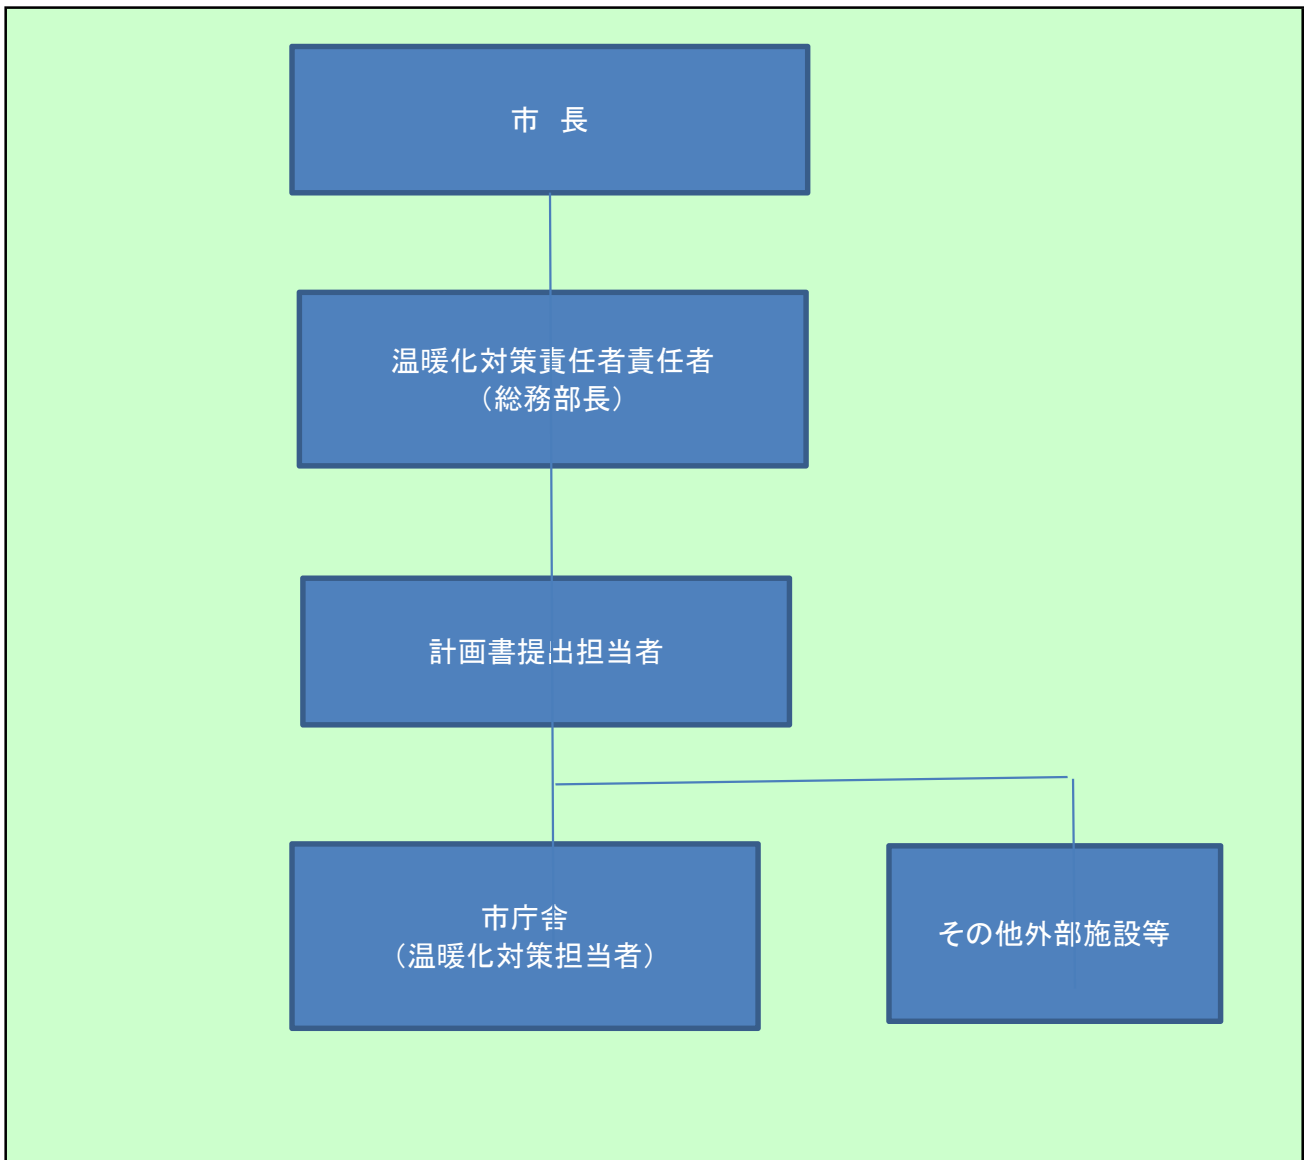 市　長
温暖化対策責任者責任者
（総務部長）
計画書提出担当者
市庁舎
（温暖化対策担当者）
その他外部施設等